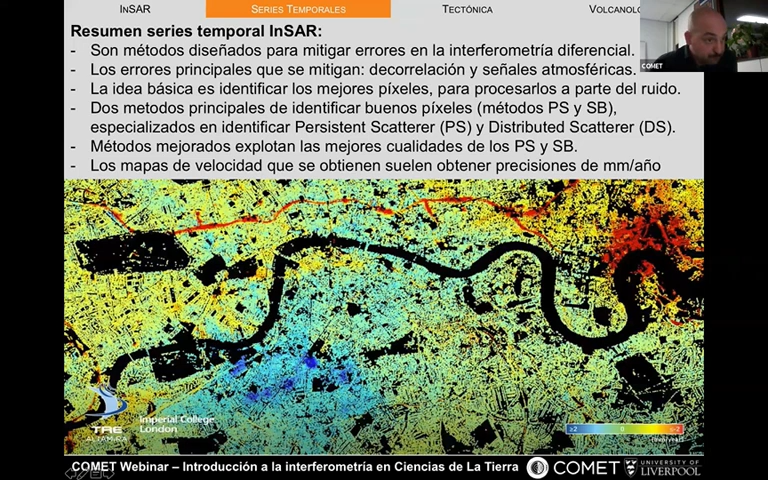 InSAR
Series Temporales
Tectónica
COMET
Resumen series temporal InSAR:
- Son métodos diseñados para mitigar errores en la interferometría diferencial.
- Los errores principales que se mitigan: decorrelación y señales atmosféricas.
- La idea básica es identificar los mejores píxeles, para procesarlos a parte del ruido.
- Dos metodos principales de identificar buenos píxeles (métodos PS y SB),
especializados en identificar Persistent Scatterer (PS) y Distributed Scatterer (DS).
- Métodos mejorados explotan las mejores cualidades de los PS y SB.
- Los mapas de velocidad que se obtienen suelen obtener precisiones de mm/año
TRE
ALTAMIRA
Imperial College
London
0
COMET Webinar – Introducción a la interferometría en Ciencias de La Tierra
COMET
UNIVERSITY OF
LIVERPOOL